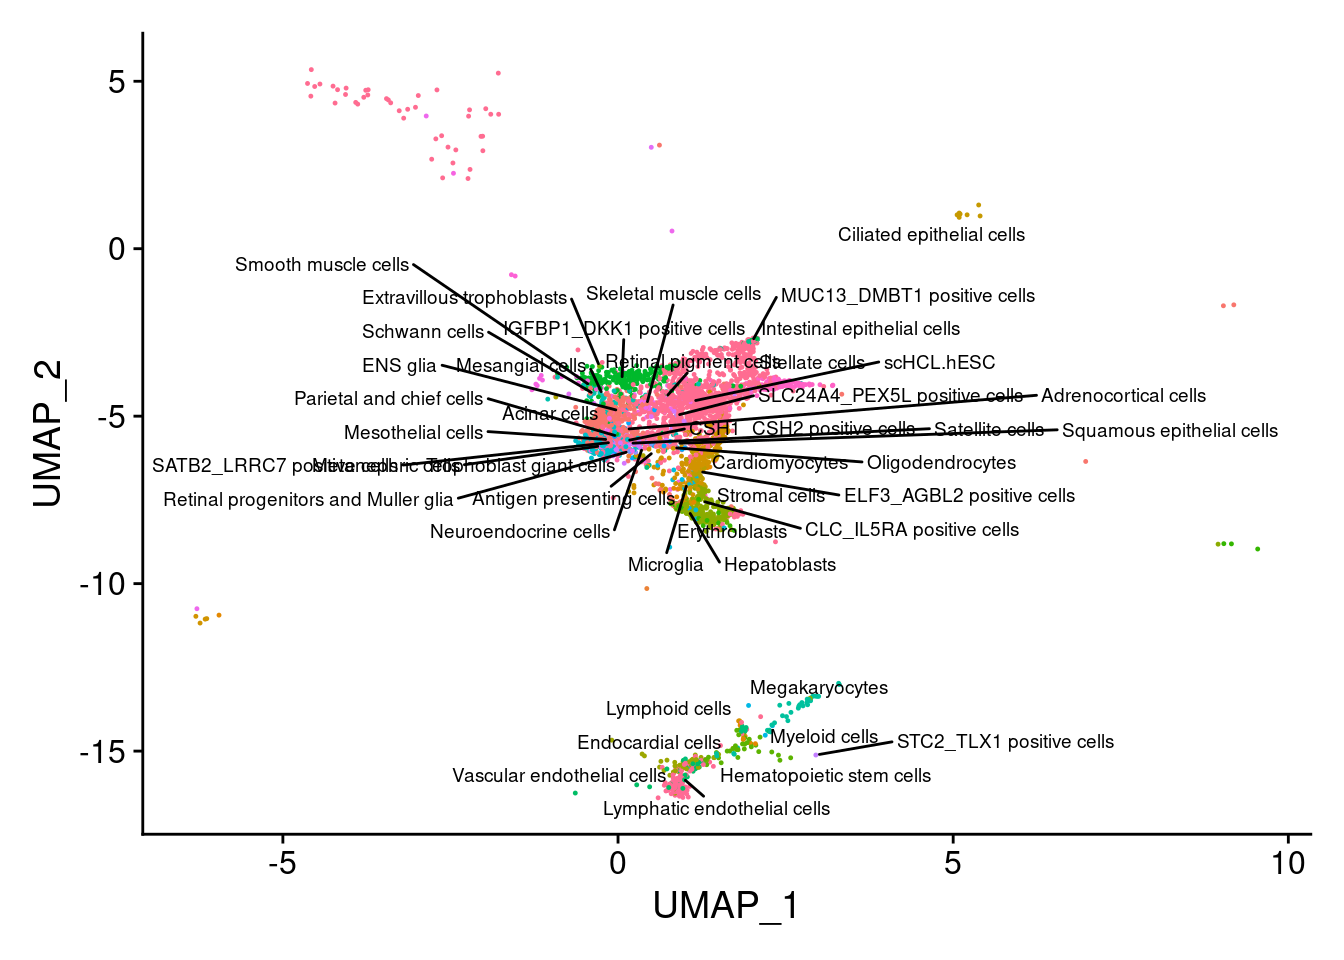 5
0
-5
-10
-15
UMAP_2
Ciliated epithelial cells
Smooth muscle cells
Extravillous trophoblasts
Skeletal muscle cells
MUC13_DMBT1 positive cells
Schwann cells
IGFBP1_DKK1 positive cells
Intestinal epithelial cells
ENS glia
Mesangial cells
Retinal pigment cells
Stellate cells
scHCL.hESC
Parietal and chief cells
Acinar cells
SLC24A4_PEX5L positive cells
Adrenocortical cells
Mesothelial cells
CSH1_CSH2 positive cells
Satellite cells
Squamous epithelial cells
SATB2_LRRC7 positive cells
Trophoblast giant cells
Cardiomyocytes
Oligodendrocytes
Retinal progenitors and Muller glia
Antigen presenting cells
Stromal cells
ELF3_AGBL2 positive cells
Neuroendocrine cells
Erythroblasts
CLC_IL5RA positive cells
Microglia
Hepatoblasts
Megakaryocytes
Lymphoid cells
Endocardial cells
Myeloid cells
STC2_TLX1 positive cells
Vascular endothelial cells
Hematopoietic stem cells
Lymphatic endothelial cells
-5
0
5
10
UMAP_1